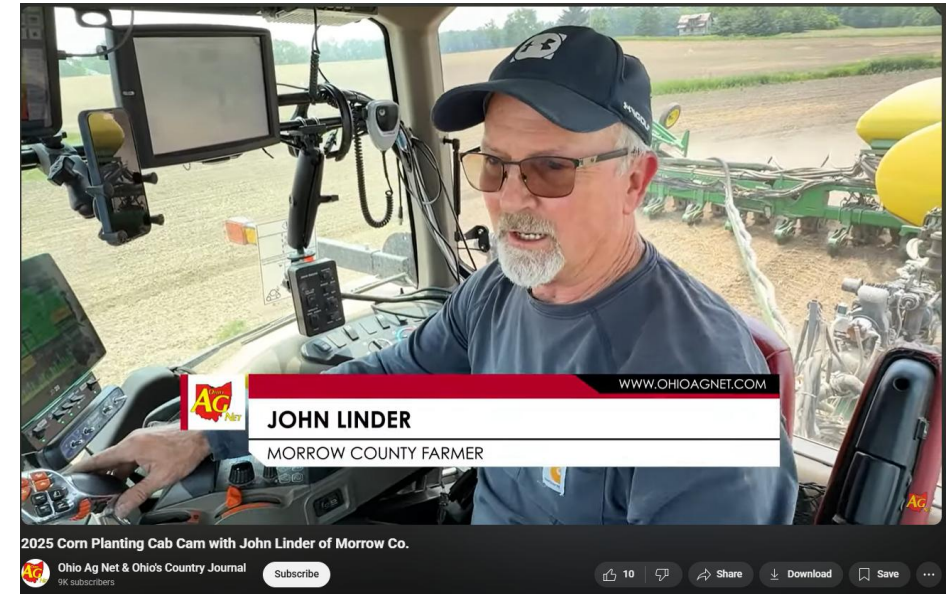 WWW.OHIOAGNET.COM
OHIO
AG
NET
JOHN LINDER
MORROW COUNTY FARMER
AG
2025 Corn Planting Cab Cam with John Linder of Morrow Co.
Ohio Ag Net & Ohio's Country Journal
9K subscribers
Subscribe
10
Share
Download
Save